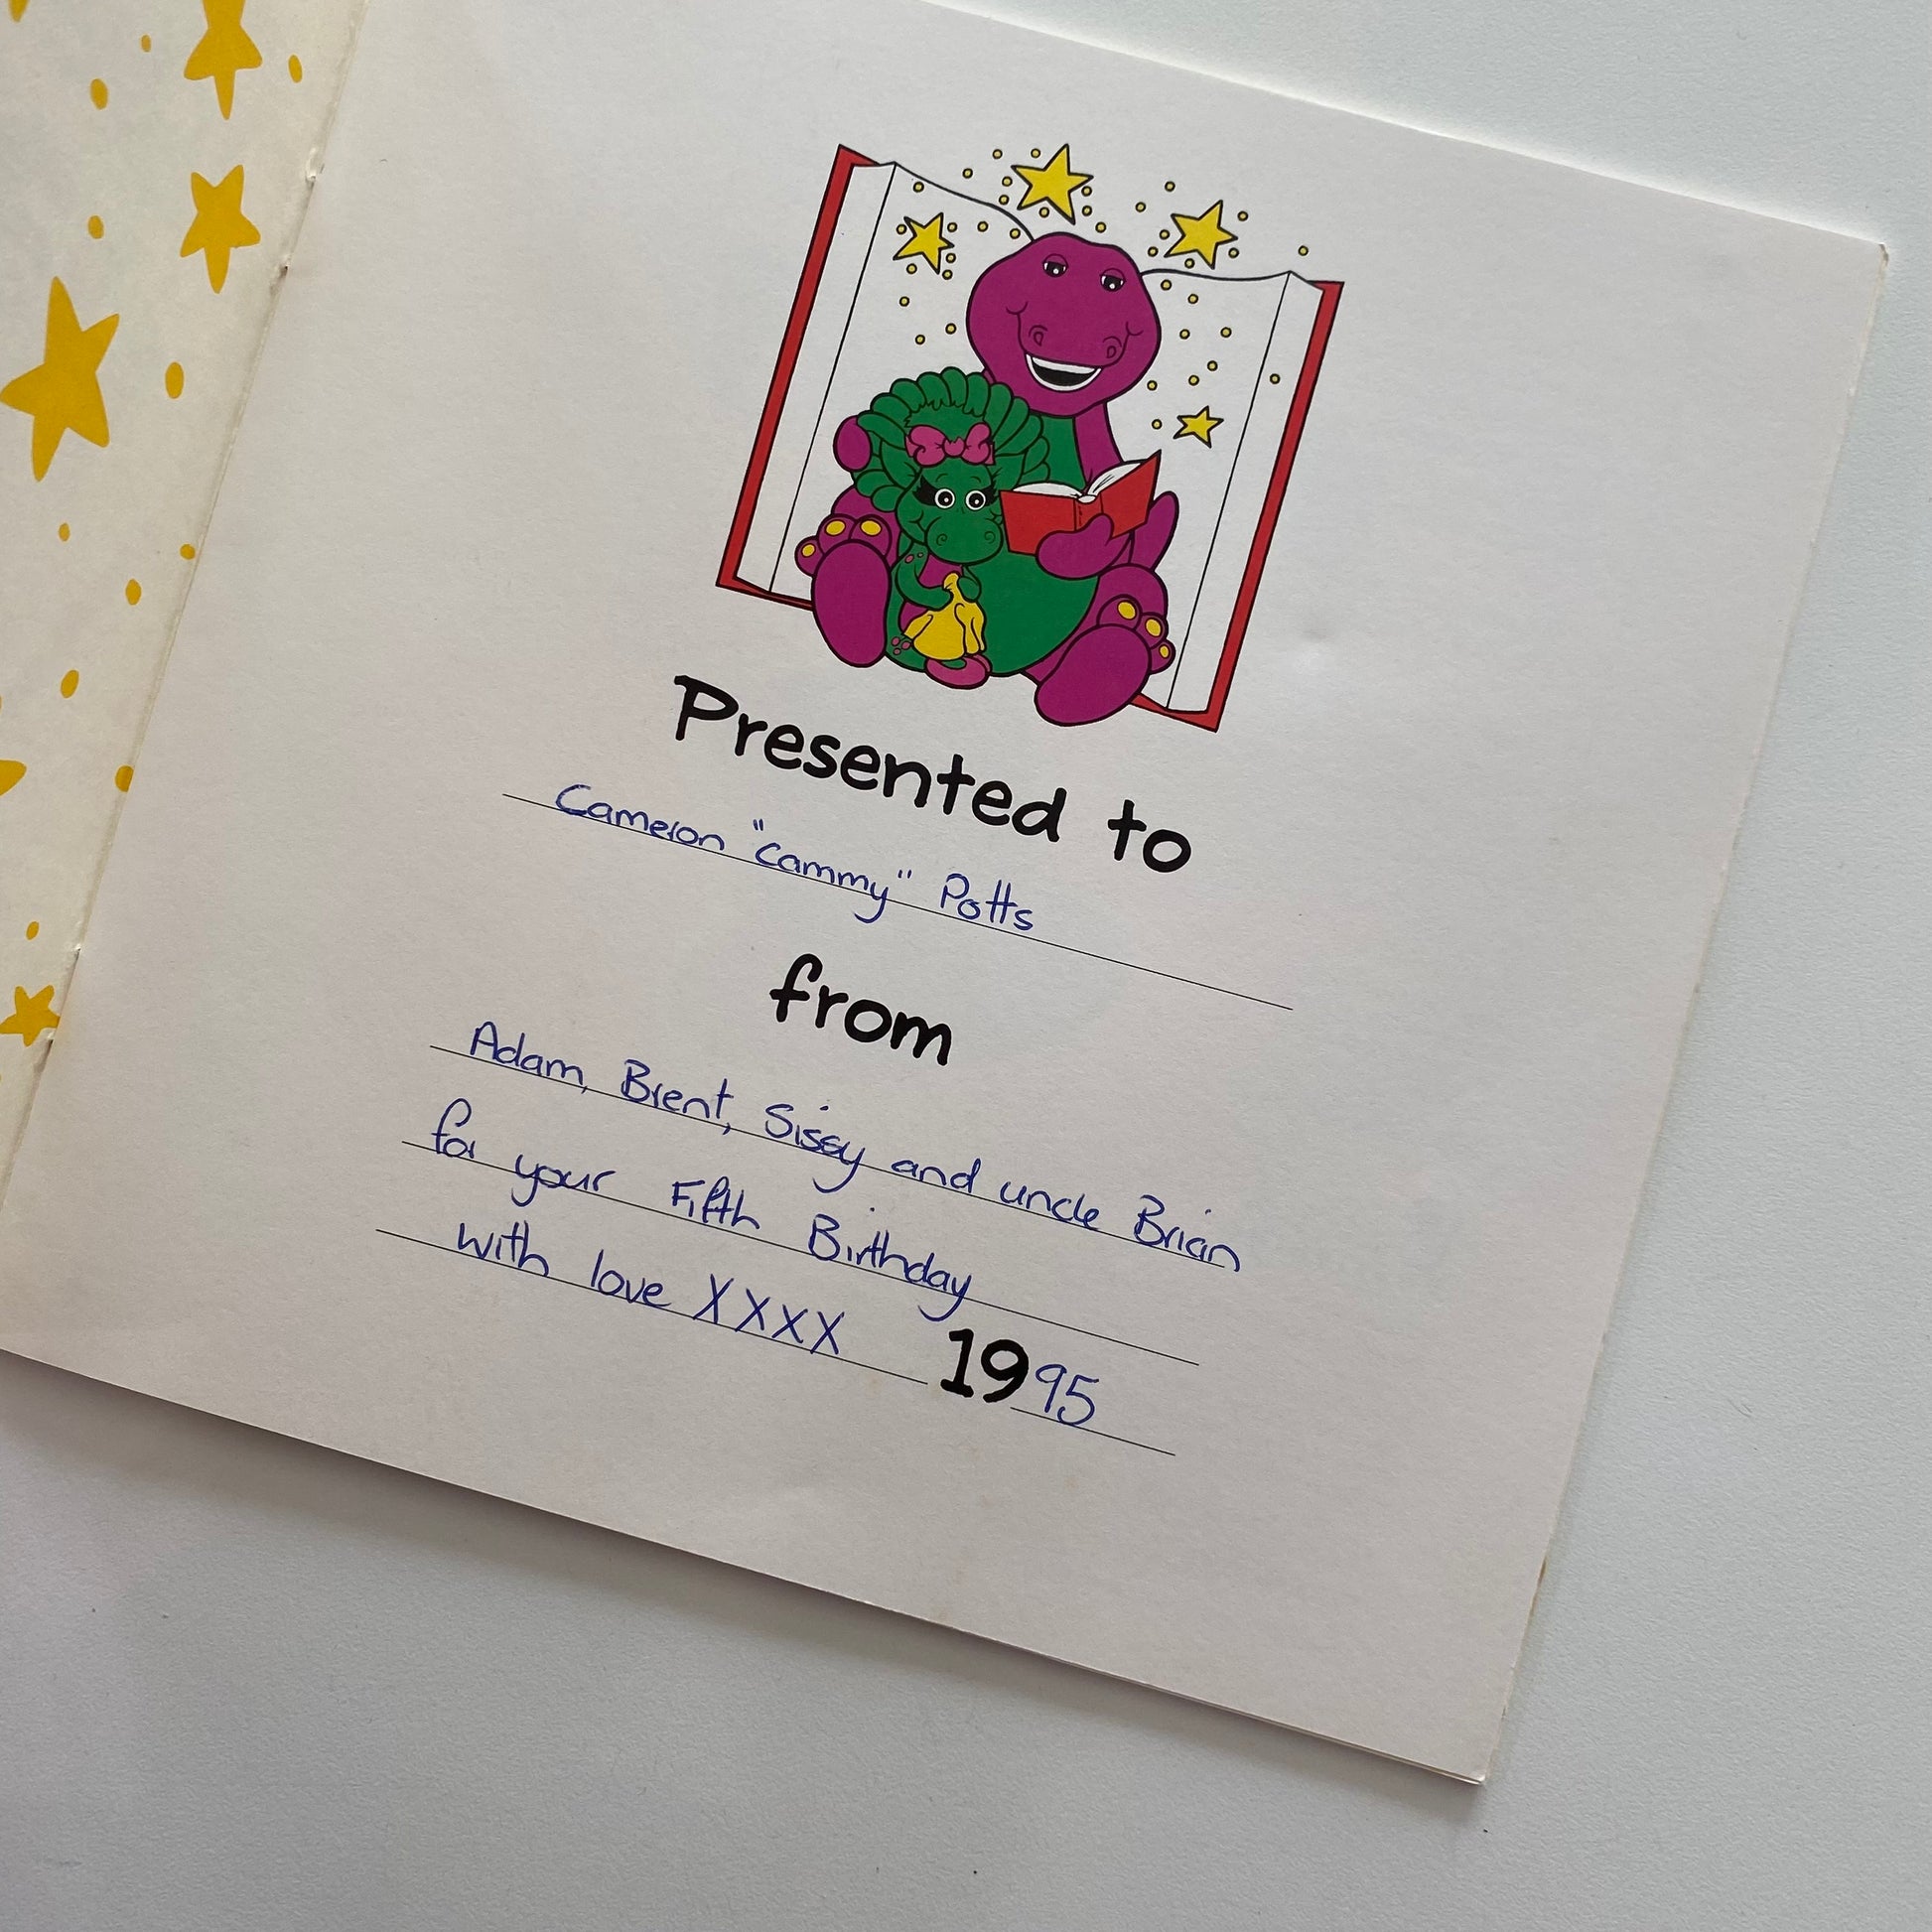 Presented to
Cameron "Cammy" Potts
from
Adam, Brent, Sissy and uncle Brian
for your Fifth Birthday
with love XXXX 1995